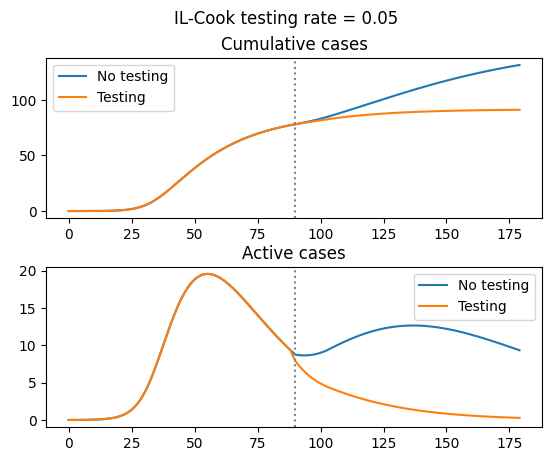 IL-Cook testing rate = 0.05
Cumulative cases
No testing
Testing
100
50
0
0 25 50 75 100 125 150 175
Active cases
20
15
10
5
0
No testing
Testing
0 25 50 75 100 125 150 175